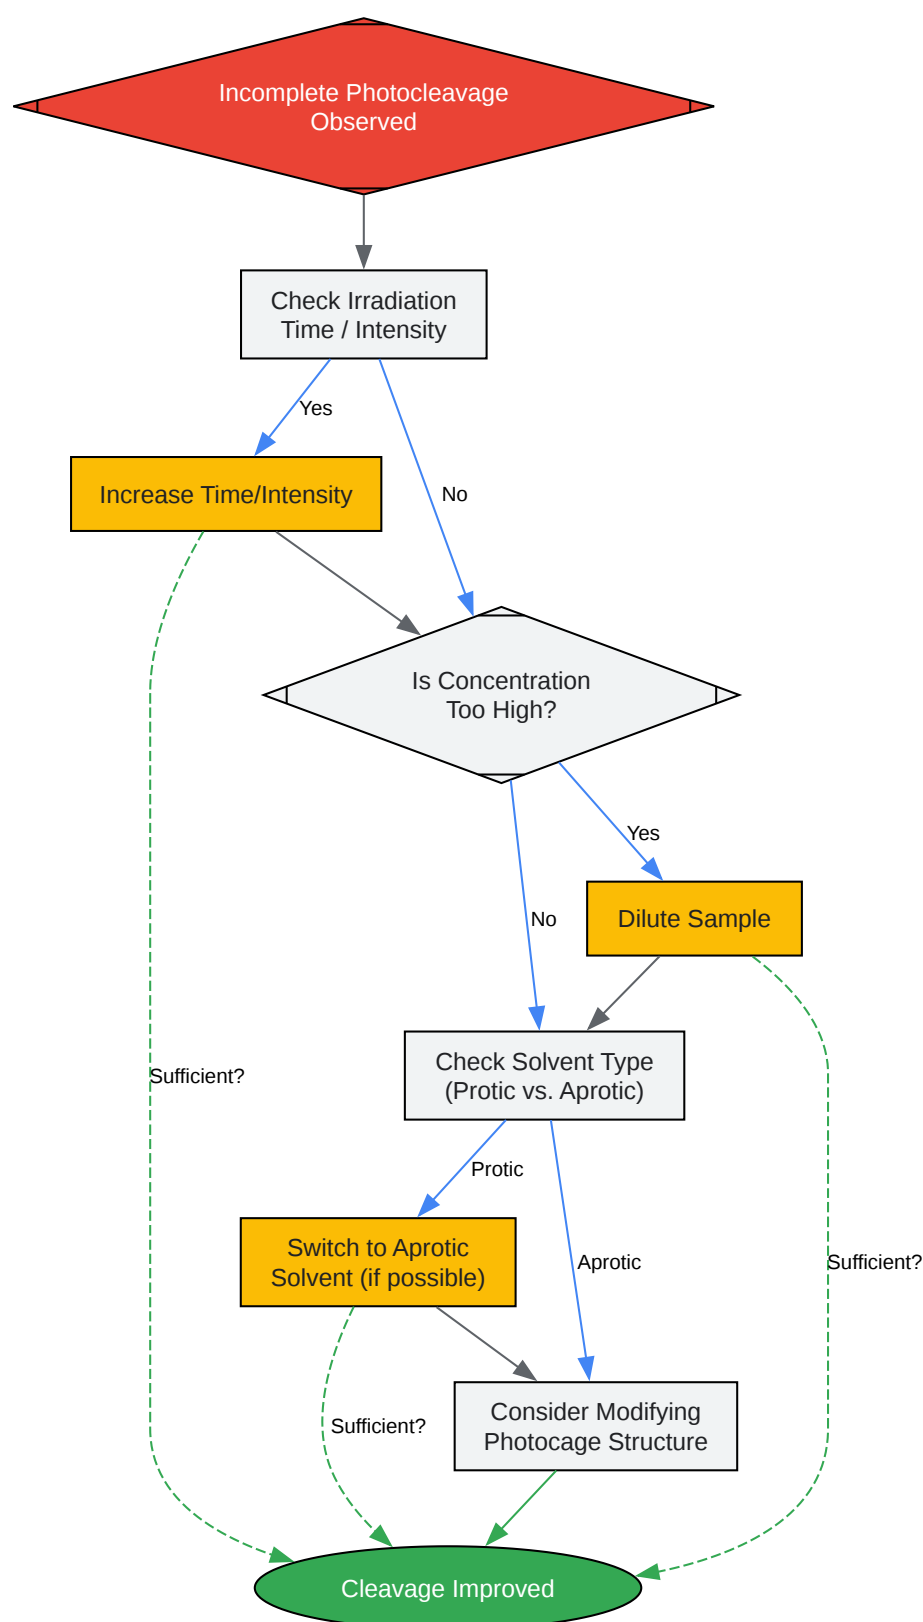 Incomplete Photocleavage
Observed
Check Irradiation
Time / Intensity
Yes
Increase Time/Intensity
No
Is Concentration
Too High?
Yes
No
Dilute Sample
Check Solvent Type
(Protic vs. Aprotic)
Sufficient?
Protic
Switch to Aprotic
Solvent (if possible)
Aprotic
Sufficient?
Consider Modifying
Photocage Structure
Sufficient?
Cleavage Improved